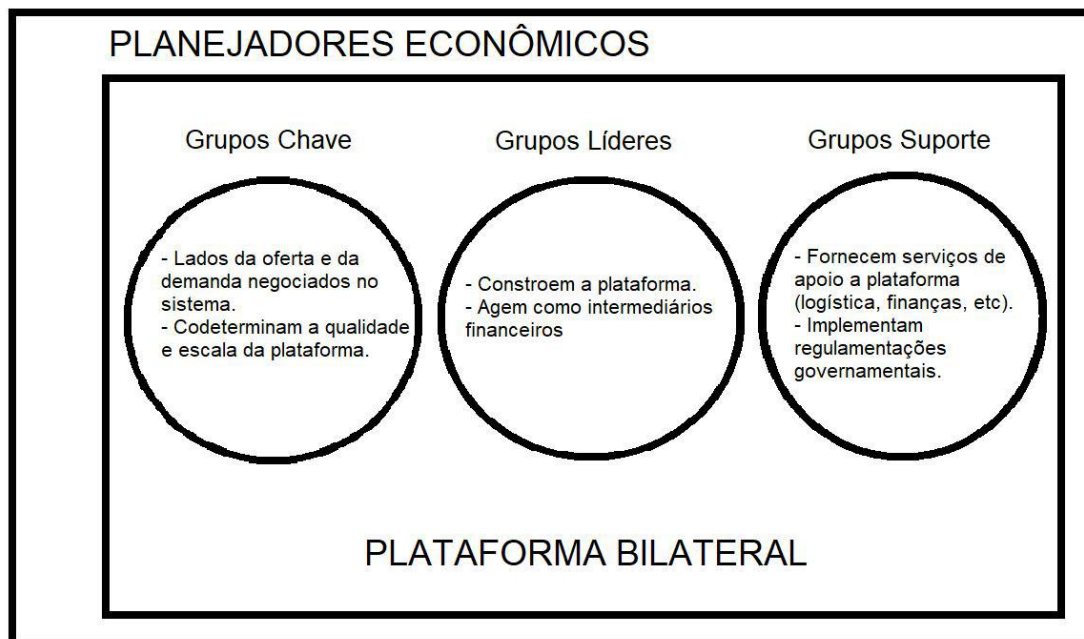 PLANEJADORES ECONÔMICOS
Grupos Chave
- Lados da oferta e da
demanda negociados no
sistema.
- Codeterminam a qualidade
e escala da plataforma.
Grupos Líderes
- Constroem a plataforma.
- Agem como intermediários
financeiros
Grupos Suporte
- Fornecem serviços de
apoio a plataforma
(logística, finanças, etc).
- Implementam
regulamentações
governamentais.
PLATAFORMA BILATERAL